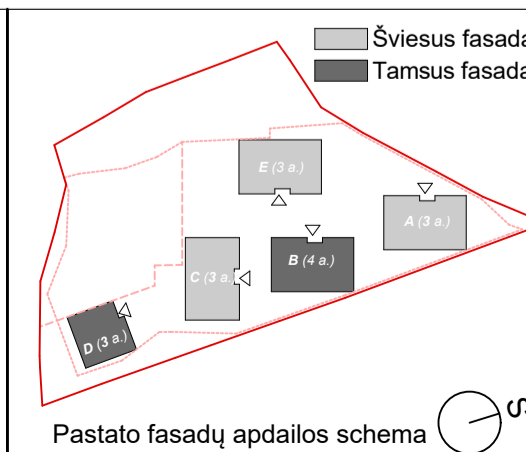 Šviesus fasada
Tamsus fasada
E (3 a.)
A (3 a.)
C (3 a.)
B (4 a.)
D (3 a.)
Pastato fasadų apdailos schema
Š